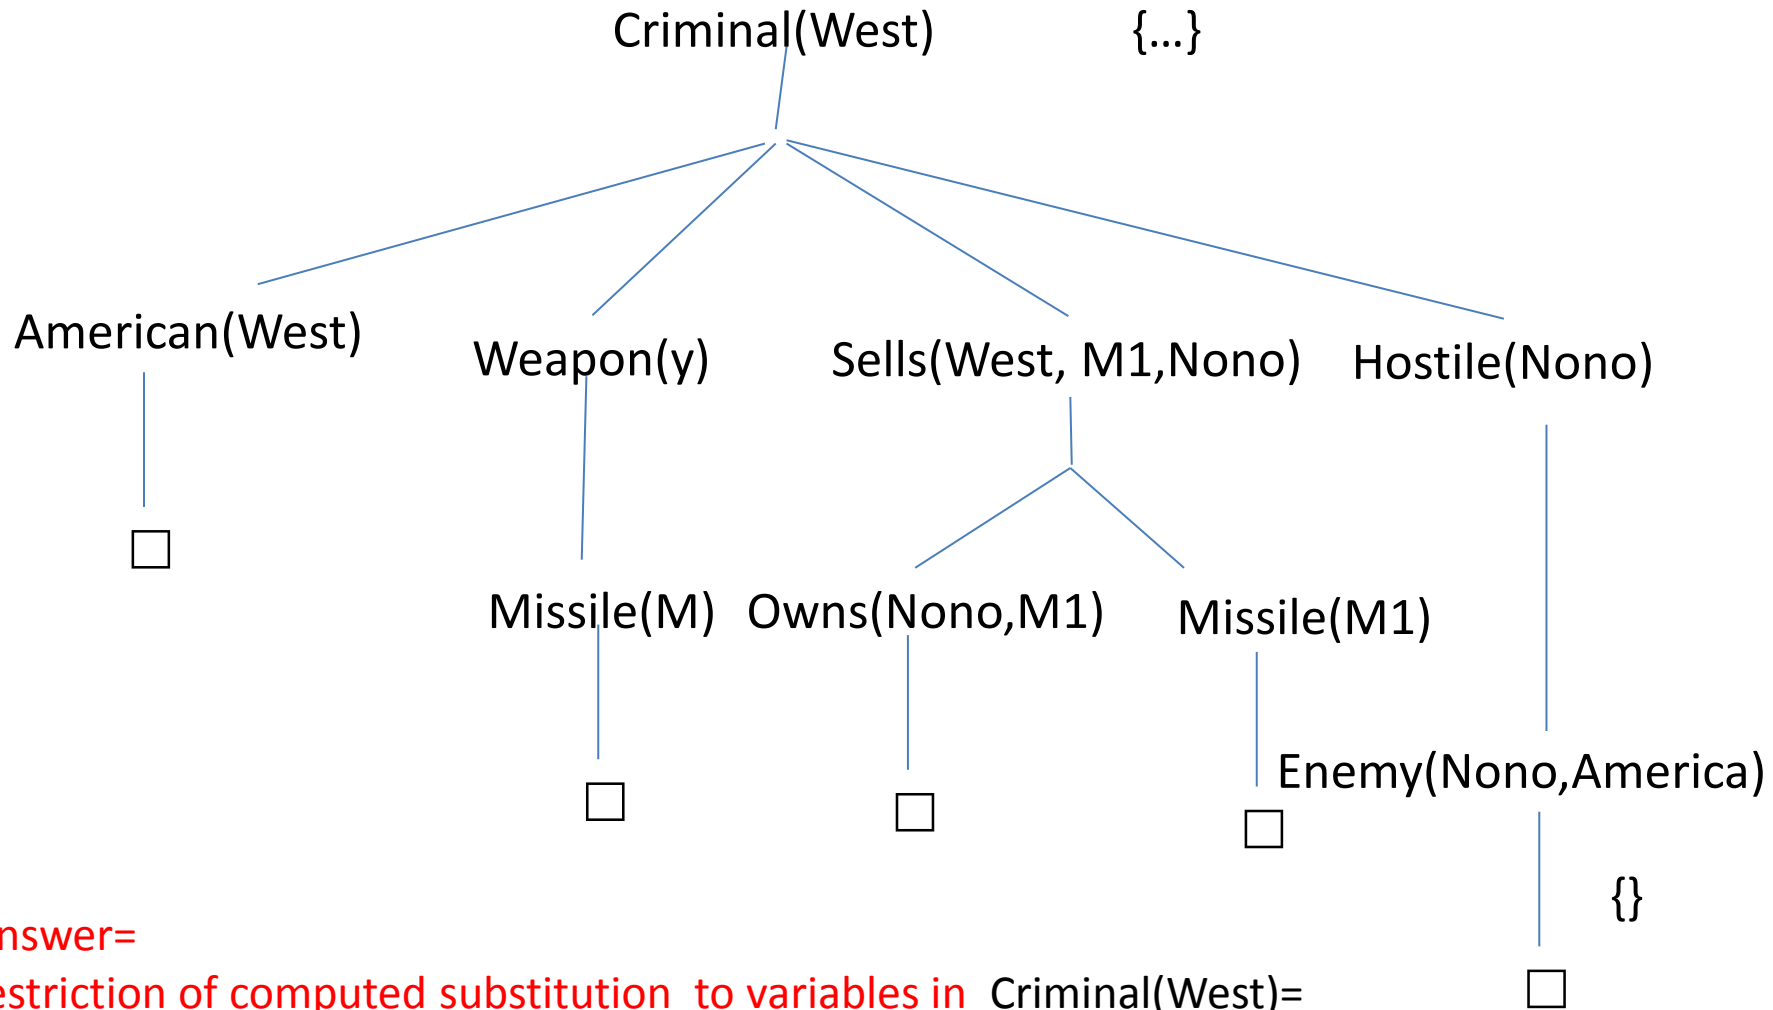 Criminal(West) {...}
American(West) Weapon(y) Sells(West, M1,Nono) Hostile(Nono)
Missile(M) Owns(Nono,M1) Missile(M1)
Enemy(Nono,America)
{}
nswer=
estriction of computed substitution to variables in Criminal(West)=